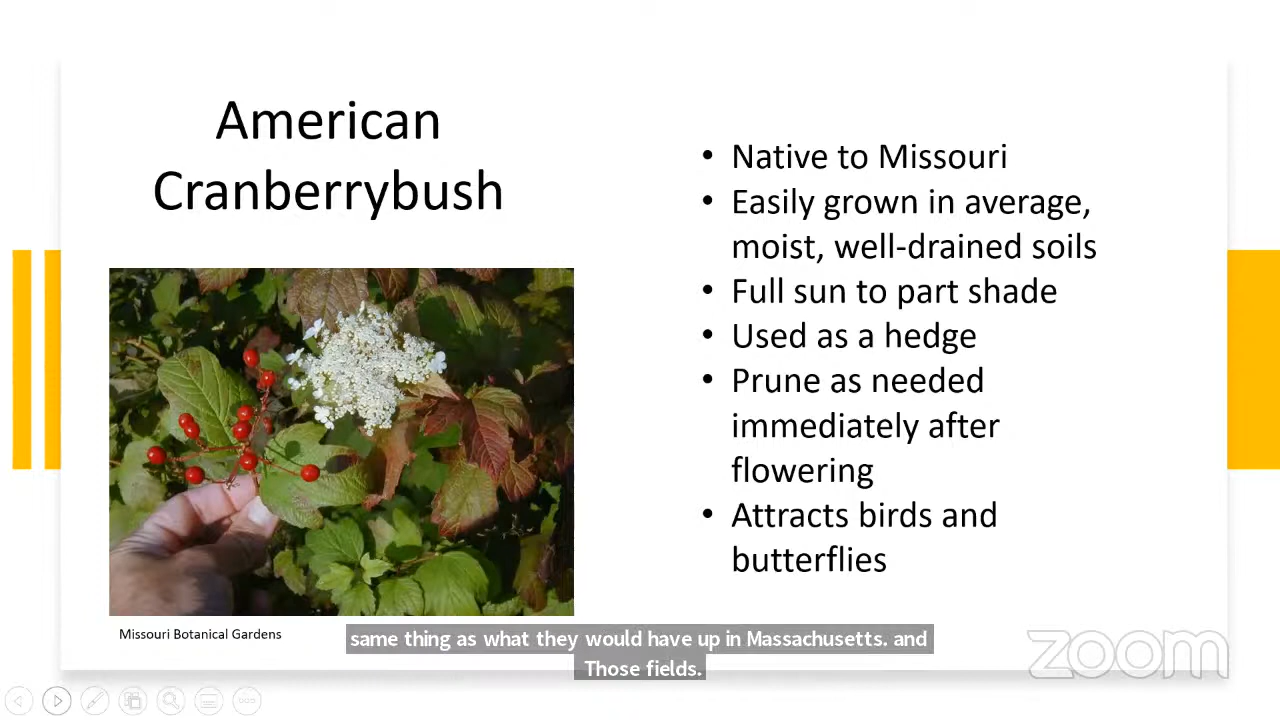 American
Cranberrybush
• Native to Missouri
• Easily grown in average,
moist, well-drained soils
• Full sun to part shade
• Used as a hedge
• Prune as needed
immediately after
flowering
• Attracts birds and
butterflies
Missouri Botanical Gardens
same thing as what they would have up in Massachusetts. and
Those fields.
zoom